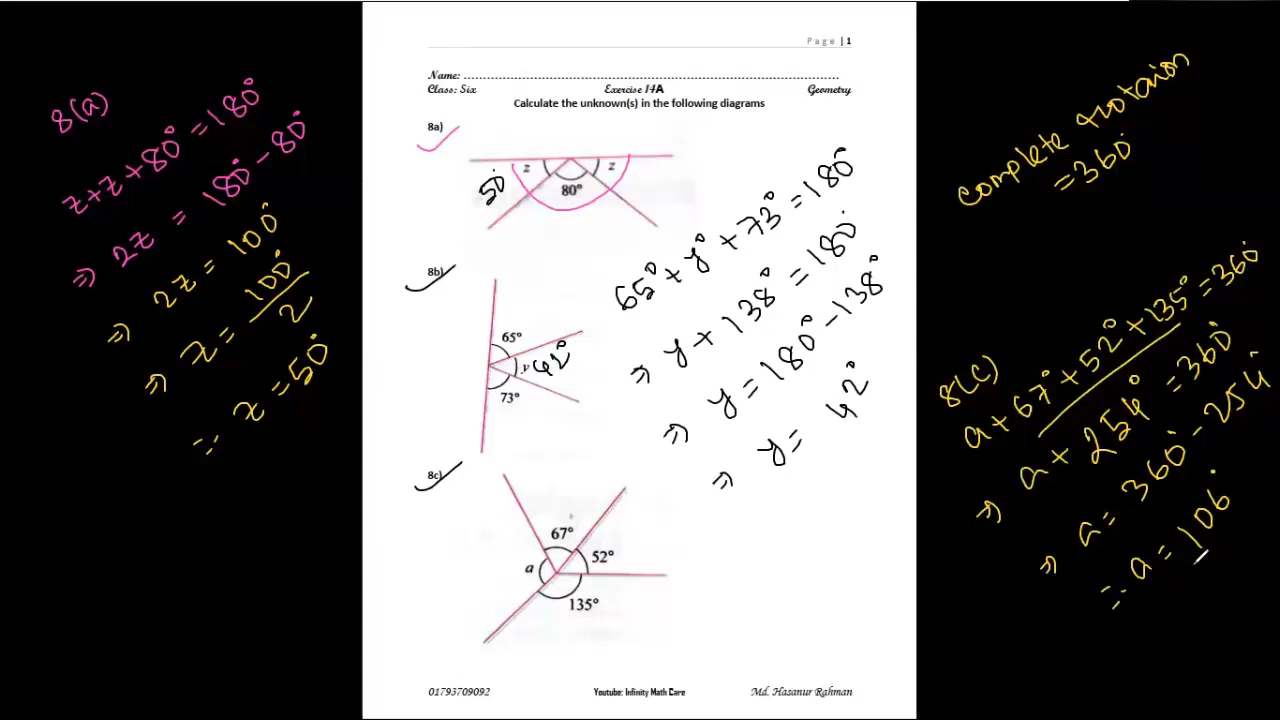 Page | 1
Name: ......................................................................................................
Class: Six Exercise 14A Geometry
Calculate the unknown(s) in the following diagrams
8a)
z z
50°
80°
8b)
65°
y 42°
73°
8c)
67°
52°
a
135°
01793709092 Youtube: Infinity Math Care Md. Hasanur Rahman
8(a)
z+z+80°=180°
⇒ 2z = 180°-80°
⇒ 2z = 100°
⇒ z = 100°/2
∴ z = 50°
65°+y°+73°=180°
⇒ y+138°=180°
⇒ y=180°-138°
⇒ y= 42°
complete rotaion
=360°
8(c)
a+67°+52°+135°=360°
⇒ a+254°=360°
⇒ a=360°-254°
∴ a=106°